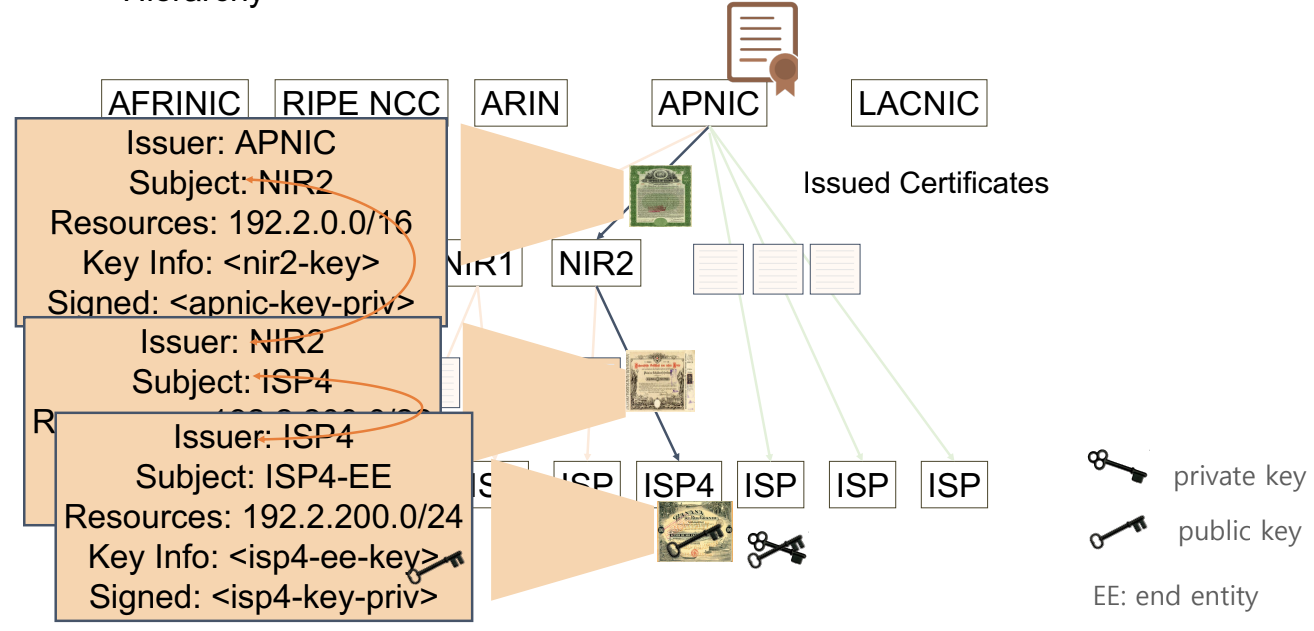 Hierarchy
AFRINIC
RIPE NCC
ARIN
APNIC
LACNIC
Issuer: APNIC
Subject: NIR2
Resources: 192.2.0.0/16
Key Info: <nir2-key>
Signed: <apnic-key-priv>
Issued Certificates
NIR1
NIR2
Issuer: NIR2
Subject: ISP4
Issuer: ISP4
Subject: ISP4-EE
Resources: 192.2.200.0/24
Key Info: <isp4-ee-key>
Signed: <isp4-key-priv>
ISP
ISP4
ISP
ISP
ISP
private key
public key
EE: end entity